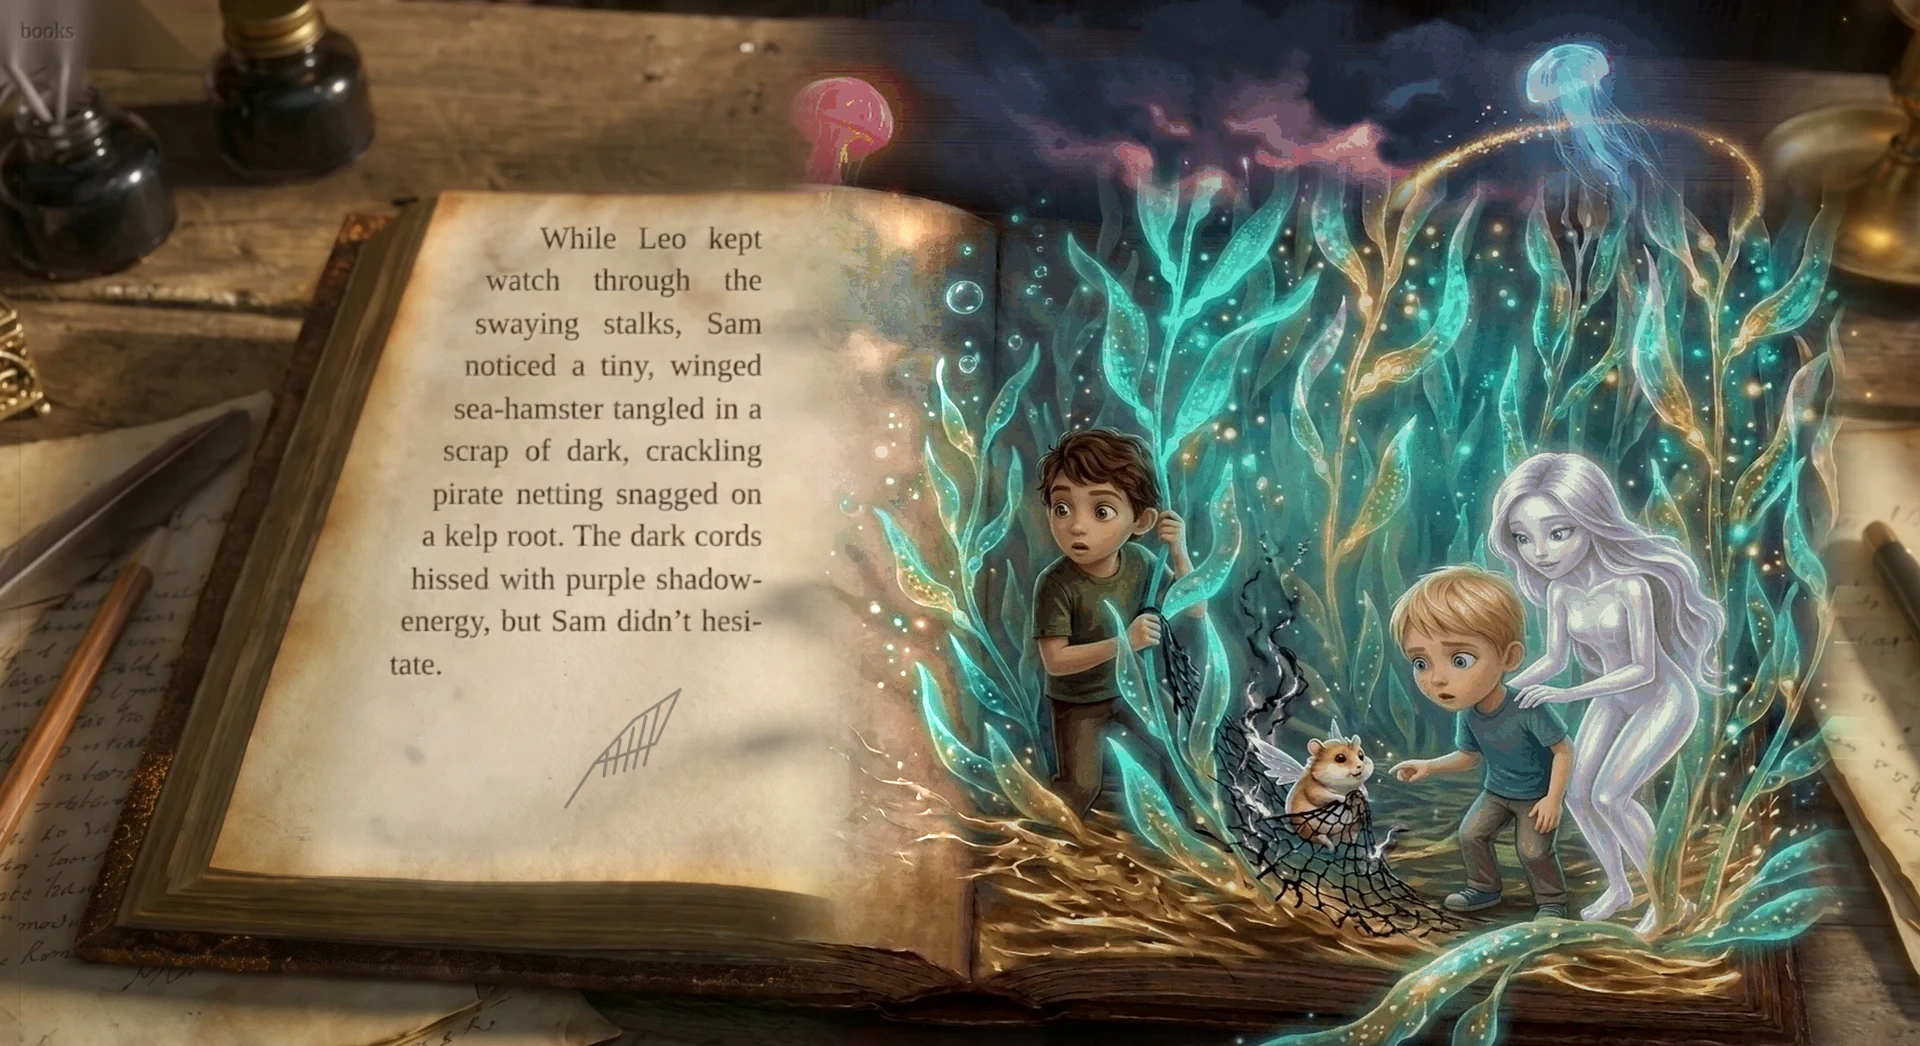 books
While Leo kept
watch through the
swaying stalks, Sam
noticed a tiny, winged
sea-hamster tangled in a
scrap of dark, crackling
pirate netting snagged on
a kelp root. The dark cords
hissed with purple shadow-
energy, but Sam didn’t hesi-
tate.